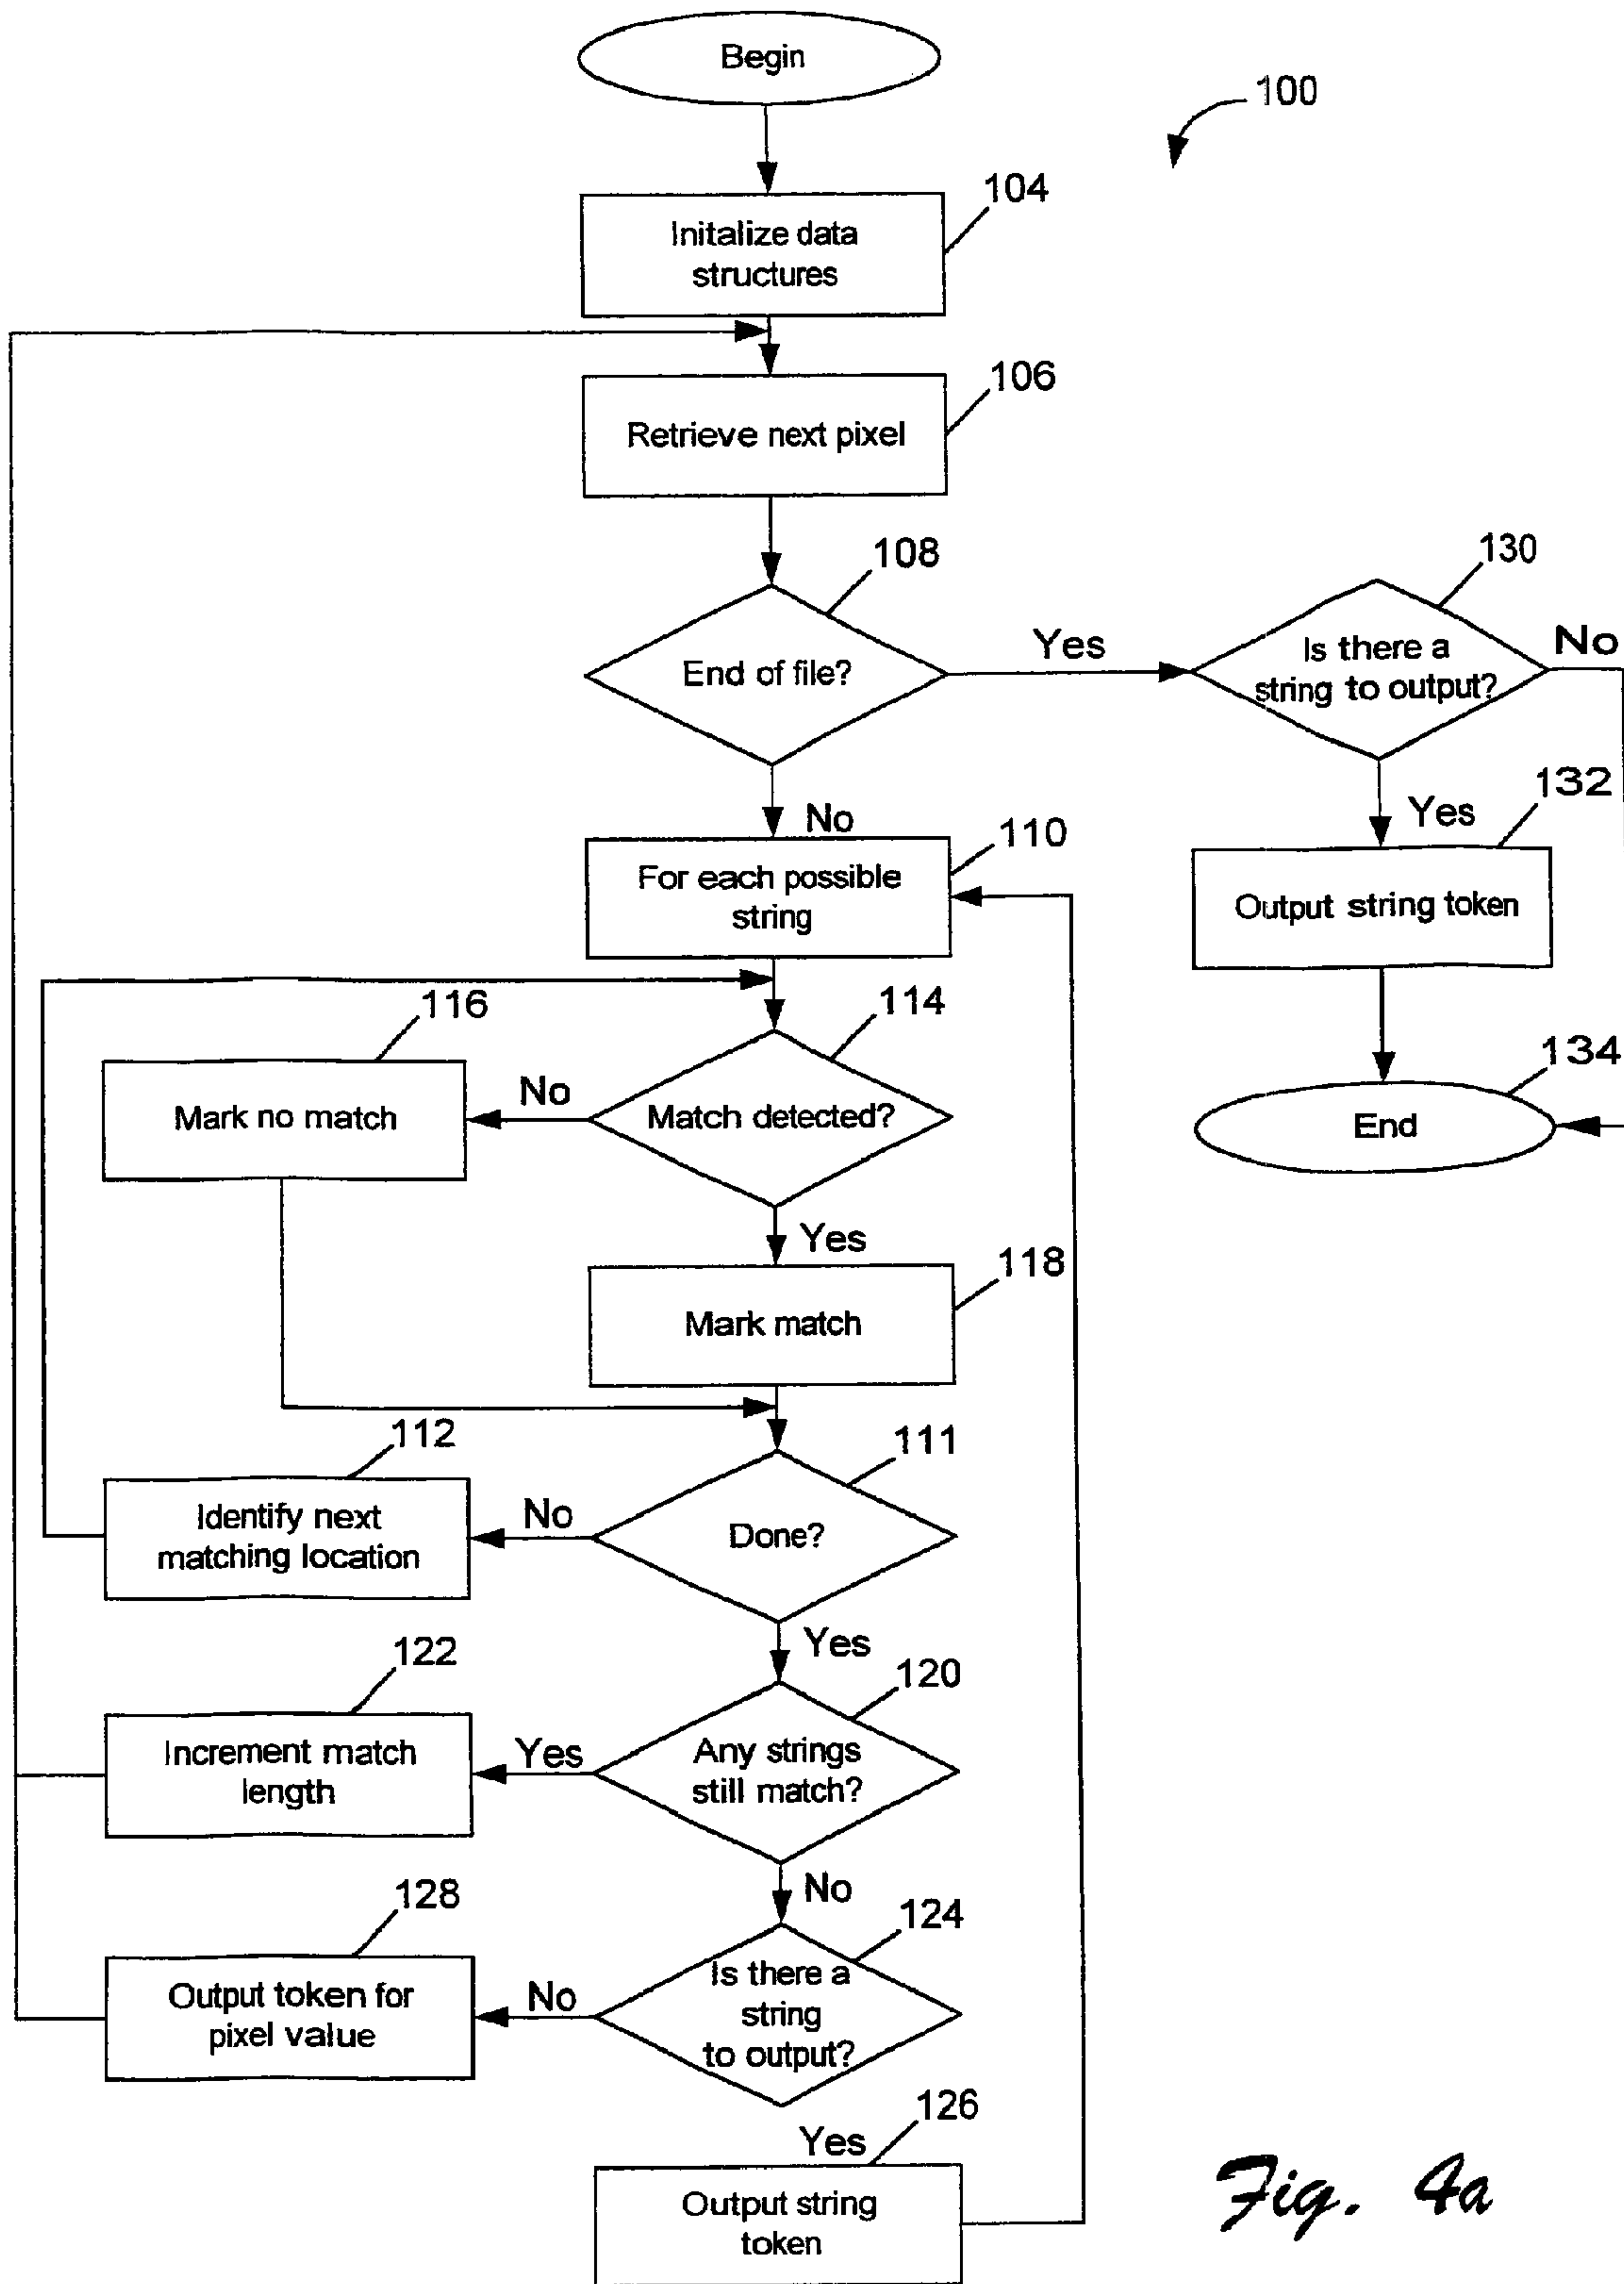 Begin
100
104
Initalize data
structures
106
Retrieve next pixel
108
End of file?
Yes
130
Is there a
string to output?
No
No
Yes
132
Output string token
134
End
110
For each possible
string
116
Mark no match
No
114
Match detected?
Yes
118
Mark match
112
Identify next
matching location
No
111
Done?
Yes
122
Increment match
length
Yes
120
Any strings
still match?
No
128
Output token for
pixel value
No
124
Is there a
string
to output?
Yes
126
Output string
token
Fig. 4a